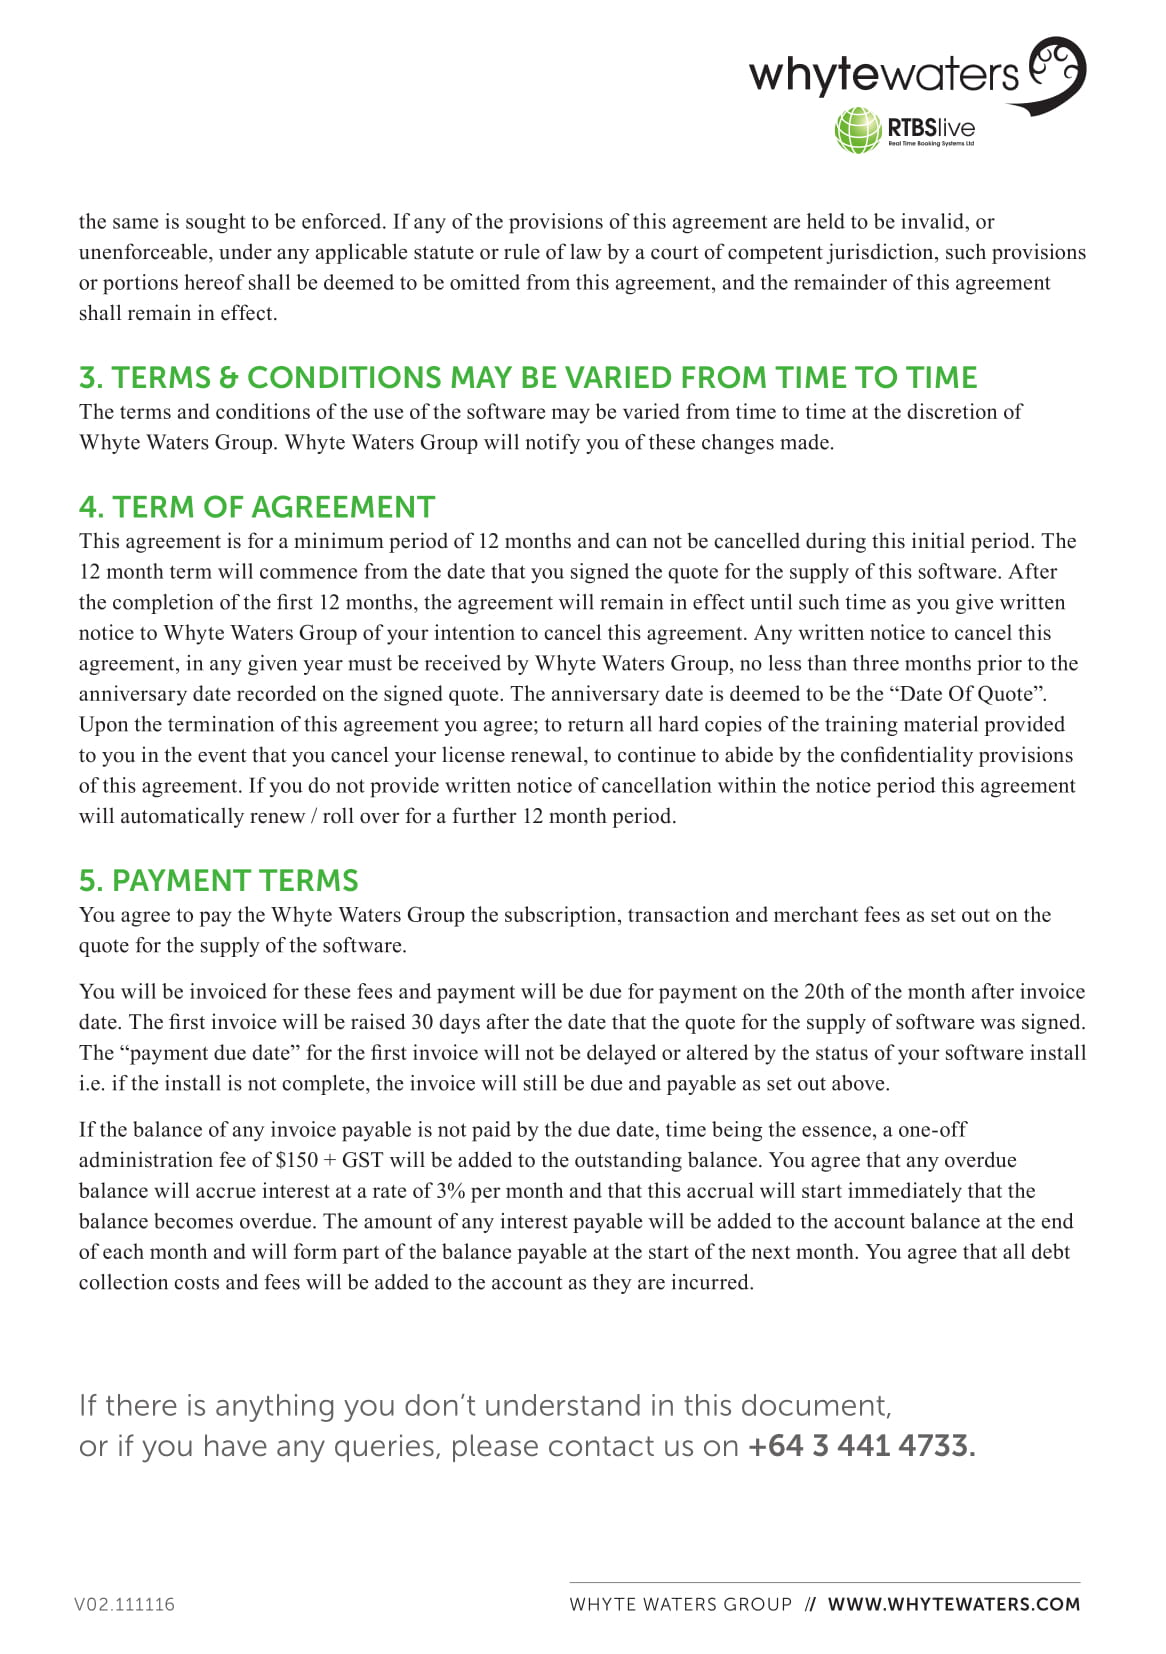 whytewaters
RTBSlive
Real Time Booking Systems Ltd
the same is sought to be enforced. If any of the provisions of this agreement are held to be invalid, or
unenforceable, under any applicable statute or rule of law by a court of competent jurisdiction, such provisions
or portions hereof shall be deemed to be omitted from this agreement, and the remainder of this agreement
shall remain in effect.
3. TERMS & CONDITIONS MAY BE VARIED FROM TIME TO TIME
The terms and conditions of the use of the software may be varied from time to time at the discretion of
Whyte Waters Group. Whyte Waters Group will notify you of these changes made.
4. TERM OF AGREEMENT
This agreement is for a minimum period of 12 months and can not be cancelled during this initial period. The
12 month term will commence from the date that you signed the quote for the supply of this software. After
the completion of the first 12 months, the agreement will remain in effect until such time as you give written
notice to Whyte Waters Group of your intention to cancel this agreement. Any written notice to cancel this
agreement, in any given year must be received by Whyte Waters Group, no less than three months prior to the
anniversary date recorded on the signed quote. The anniversary date is deemed to be the “Date Of Quote”.
Upon the termination of this agreement you agree; to return all hard copies of the training material provided
to you in the event that you cancel your license renewal, to continue to abide by the confidentiality provisions
of this agreement. If you do not provide written notice of cancellation within the notice period this agreement
will automatically renew / roll over for a further 12 month period.
5. PAYMENT TERMS
You agree to pay the Whyte Waters Group the subscription, transaction and merchant fees as set out on the
quote for the supply of the software.
You will be invoiced for these fees and payment will be due for payment on the 20th of the month after invoice
date. The first invoice will be raised 30 days after the date that the quote for the supply of software was signed.
The “payment due date” for the first invoice will not be delayed or altered by the status of your software install
i.e. if the install is not complete, the invoice will still be due and payable as set out above.
If the balance of any invoice payable is not paid by the due date, time being the essence, a one-off
administration fee of $150 + GST will be added to the outstanding balance. You agree that any overdue
balance will accrue interest at a rate of 3% per month and that this accrual will start immediately that the
balance becomes overdue. The amount of any interest payable will be added to the account balance at the end
of each month and will form part of the balance payable at the start of the next month. You agree that all debt
collection costs and fees will be added to the account as they are incurred.
If there is anything you don’t understand in this document,
or if you have any queries, please contact us on +64 3 441 4733.
V02.111116
WHYTE WATERS GROUP // WWW.WHYTEWATERS.COM